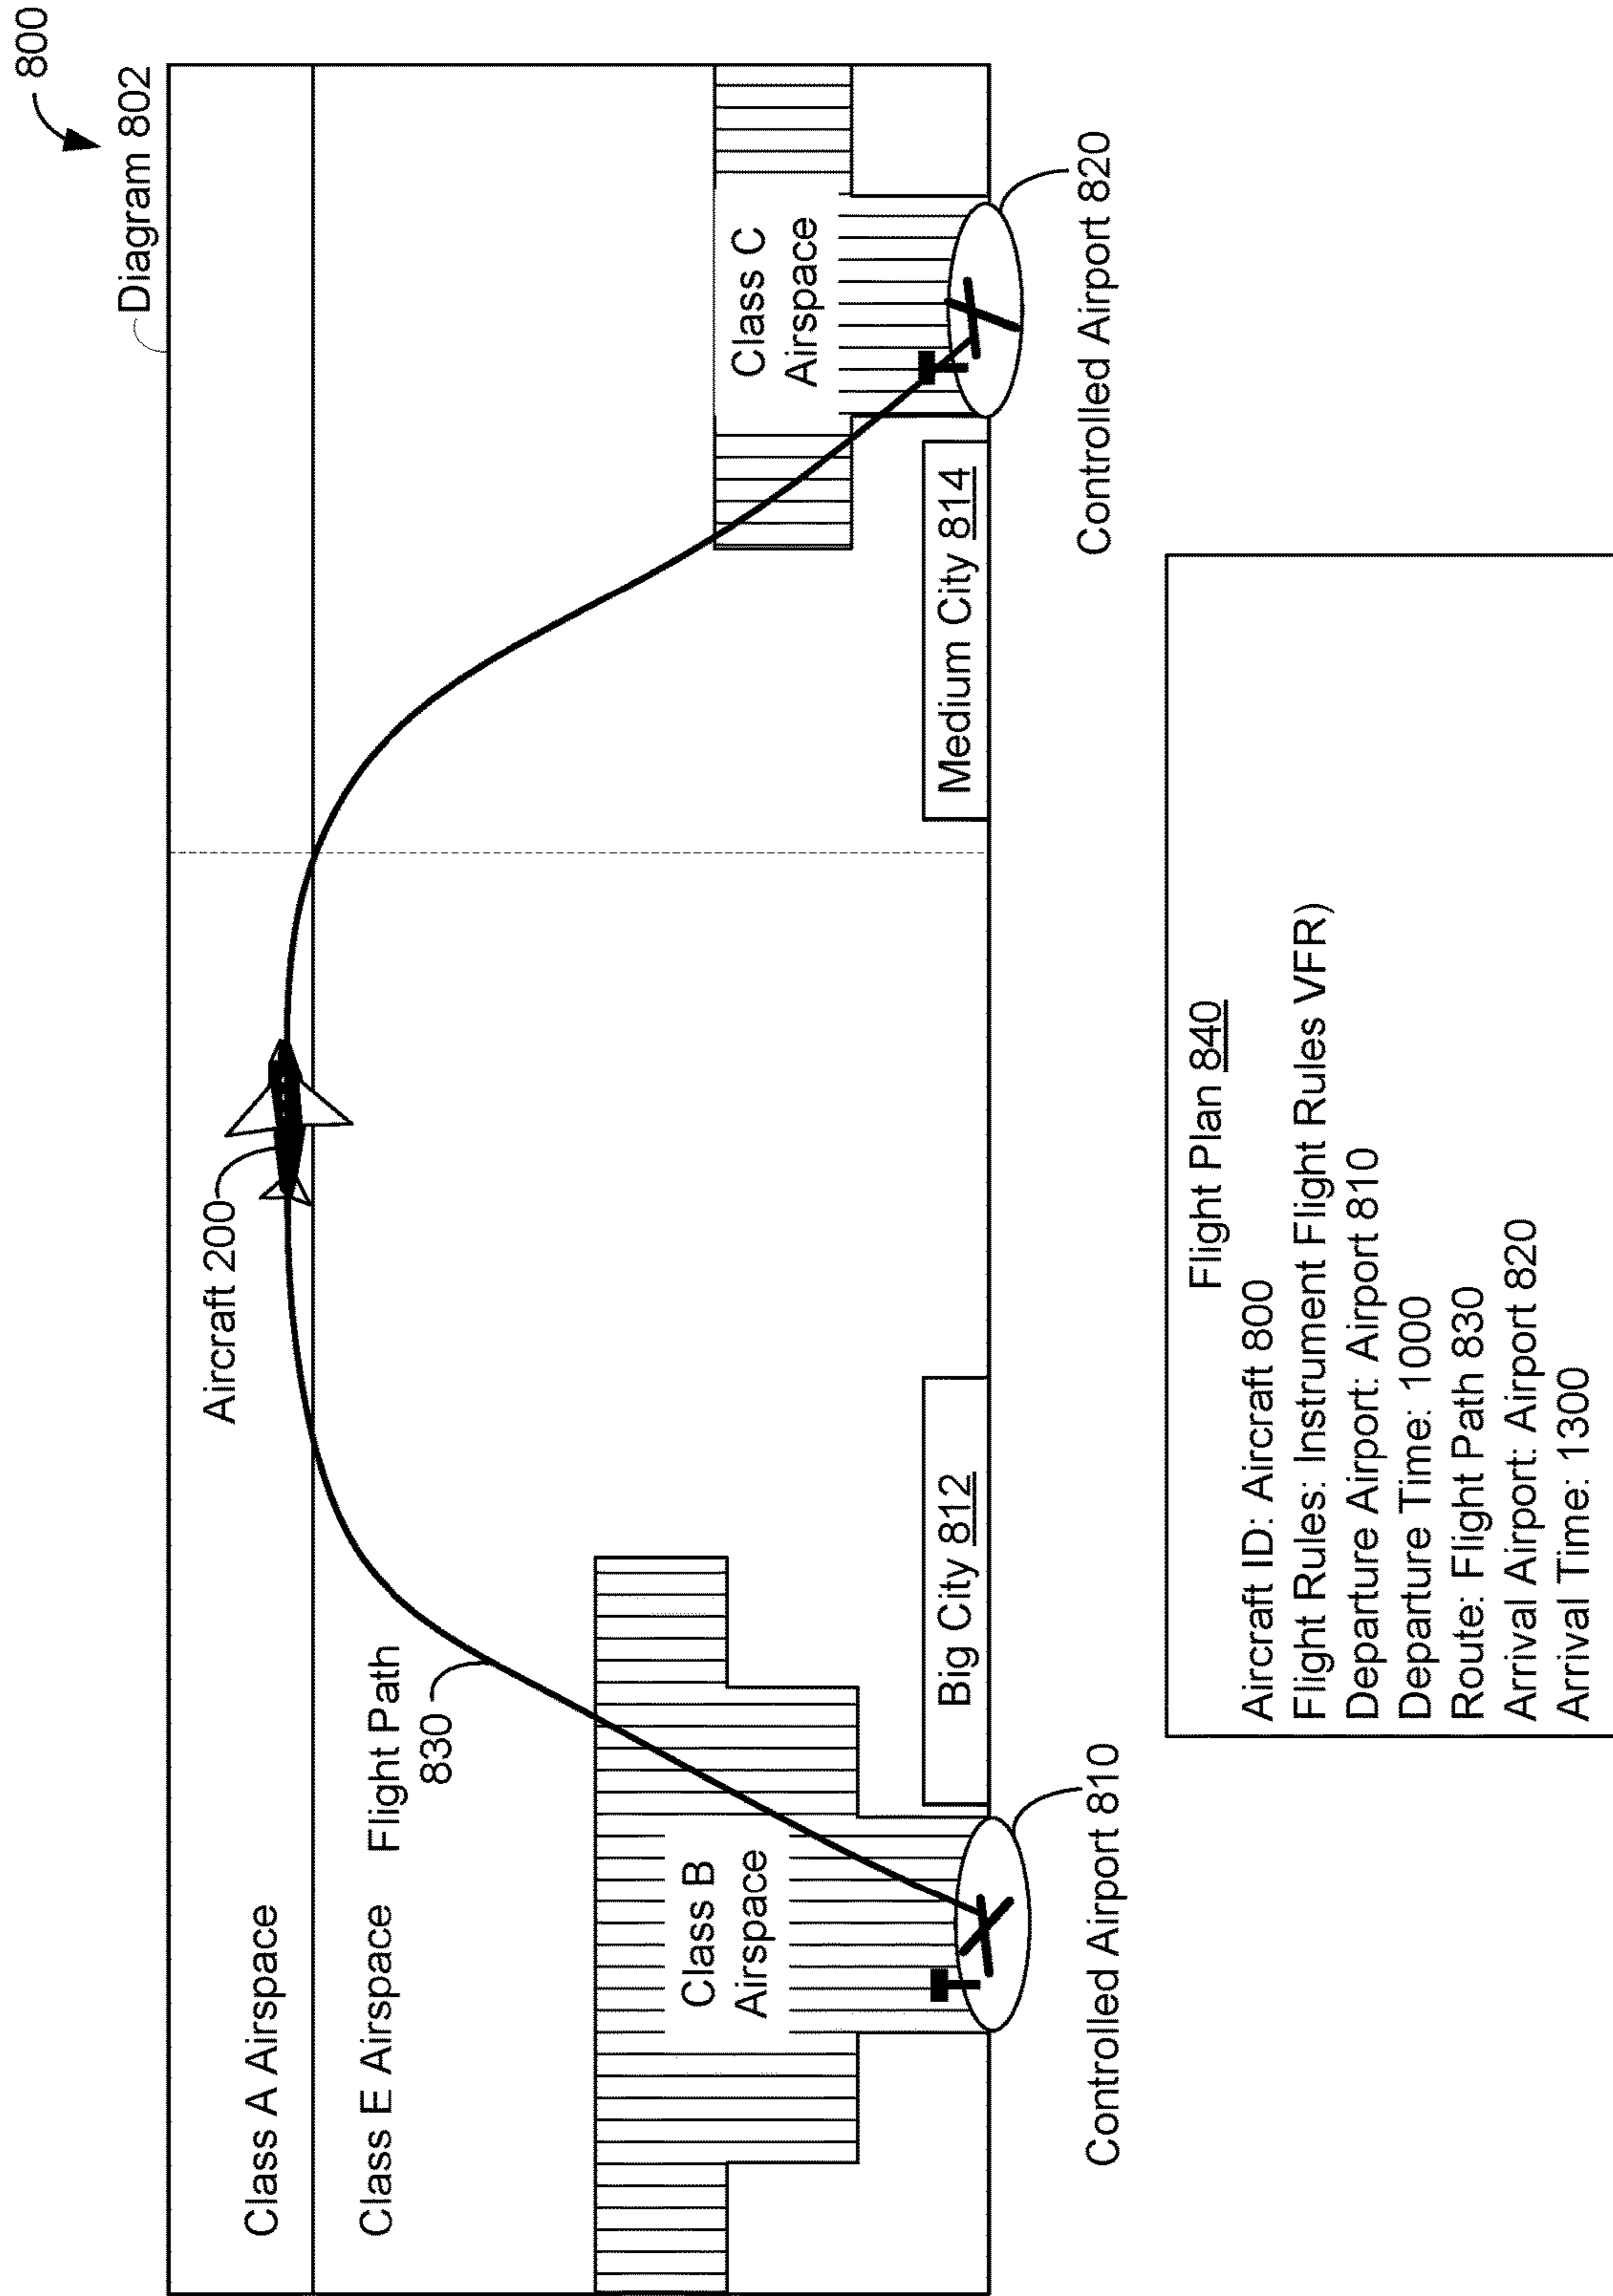 800
Diagram 802
Class A Airspace
Aircraft 200
Class E Airspace
Flight Path
830
Class B
Airspace
Class C
Airspace
Big City 812
Medium City 814
Controlled Airport 810
Controlled Airport 820
Flight Plan 840
Aircraft ID: Aircraft 800
Flight Rules: Instrument Flight Rules VFR)
Departure Airport: Airport 810
Departure Time: 1000
Route: Flight Path 830
Arrival Airport: Airport 820
Arrival Time: 1300